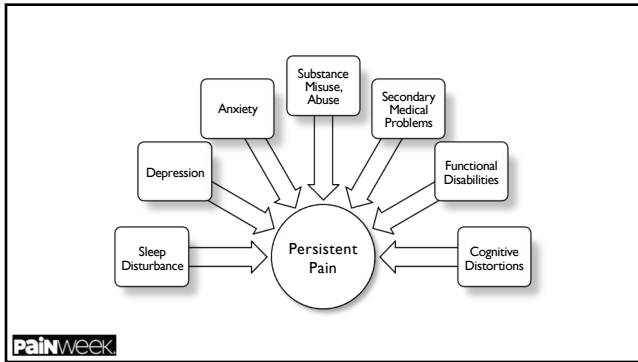 Substance
Misuse,
Abuse
Anxiety
Secondary
Medical
Problems
Depression
Functional
Disabilities
Sleep
Disturbance
Persistent
Pain
Cognitive
Distortions
PAINWEEK.